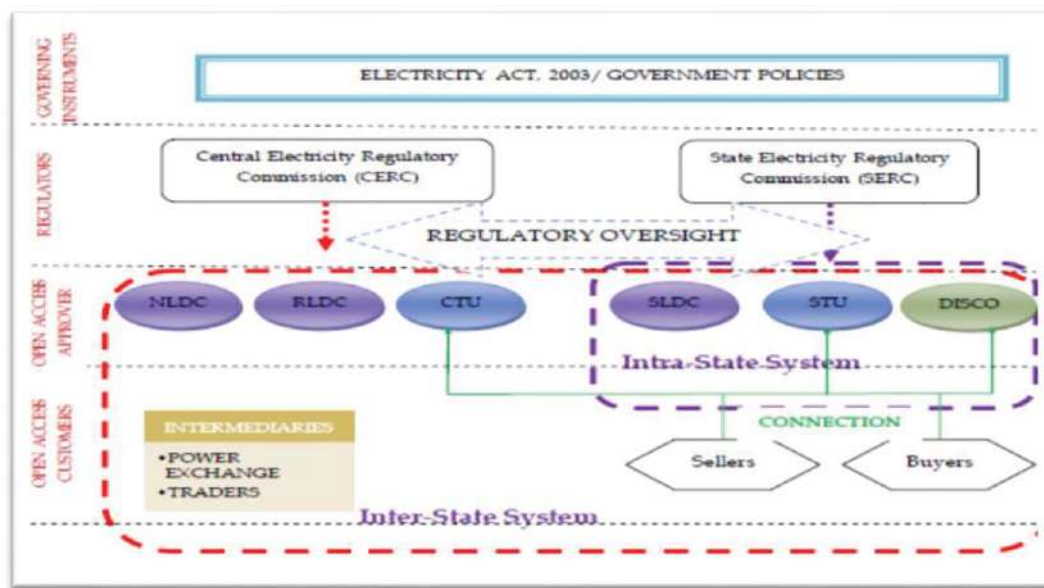 GOVERNING
INSTRUMENTS
ELECTRICITY ACT, 2003/ GOVERNMENT POLICIES
REGULATORS
Central Electricity Regulatory
Commission (CERC)
State Electricity Regulatory
Commission (SERC)
REGULATORY OVERSIGHT
OPEN ACCESS
APPROVER
NLDC
RLDC
CTU
SLDC
STU
DISCO
Intra-State System
OPEN ACCESS
CUSTOMERS
INTERMEDIARIES
•POWER
EXCHANGE
•TRADERS
CONNECTION
Sellers
Buyers
Inter-State System